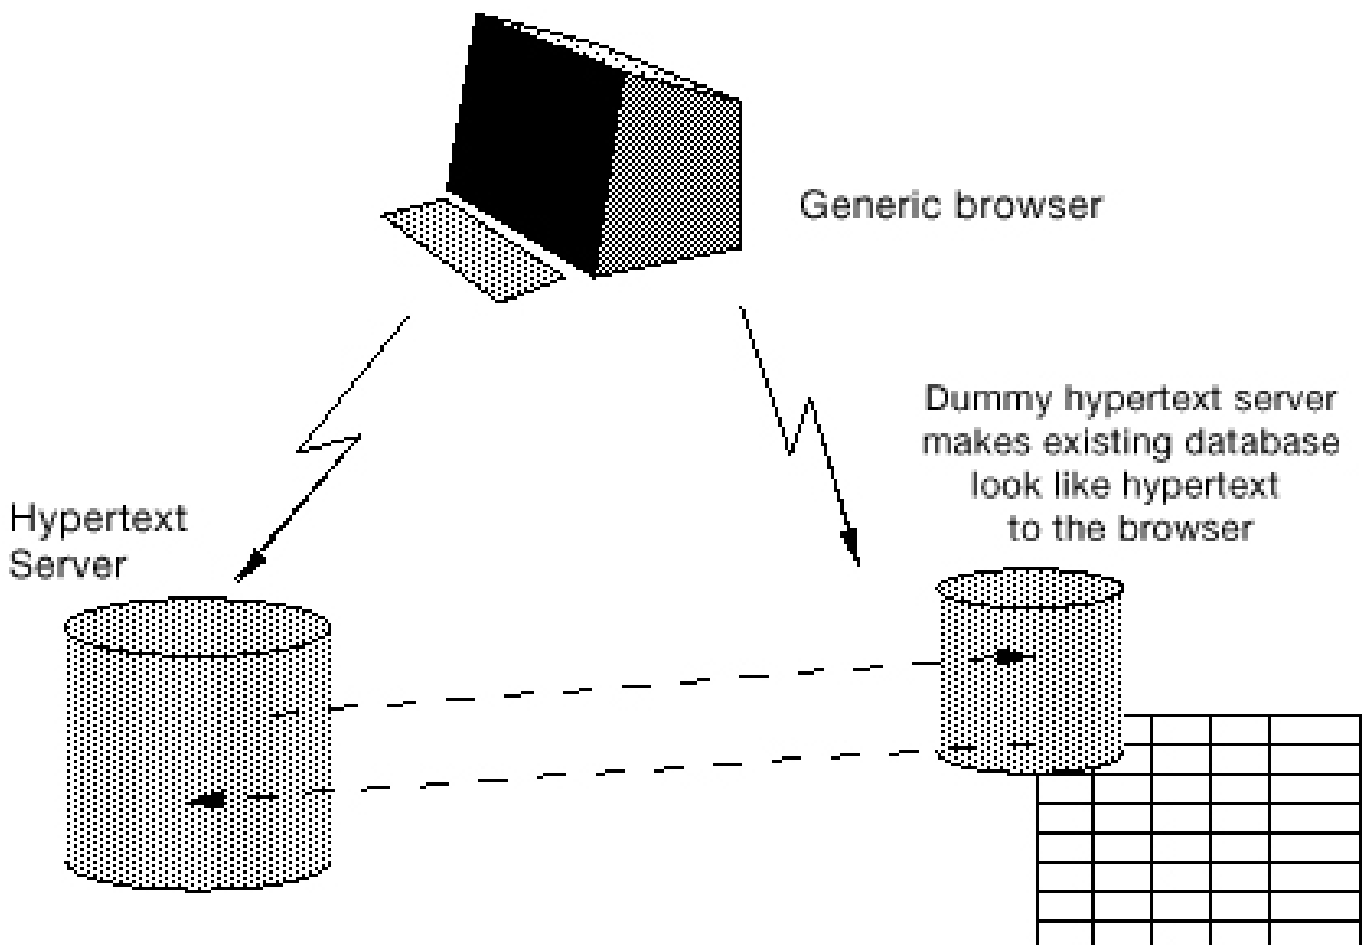 Generic browser
Dummy hypertext server
makes existing database
look like hypertext
to the browser
Hypertext
Server